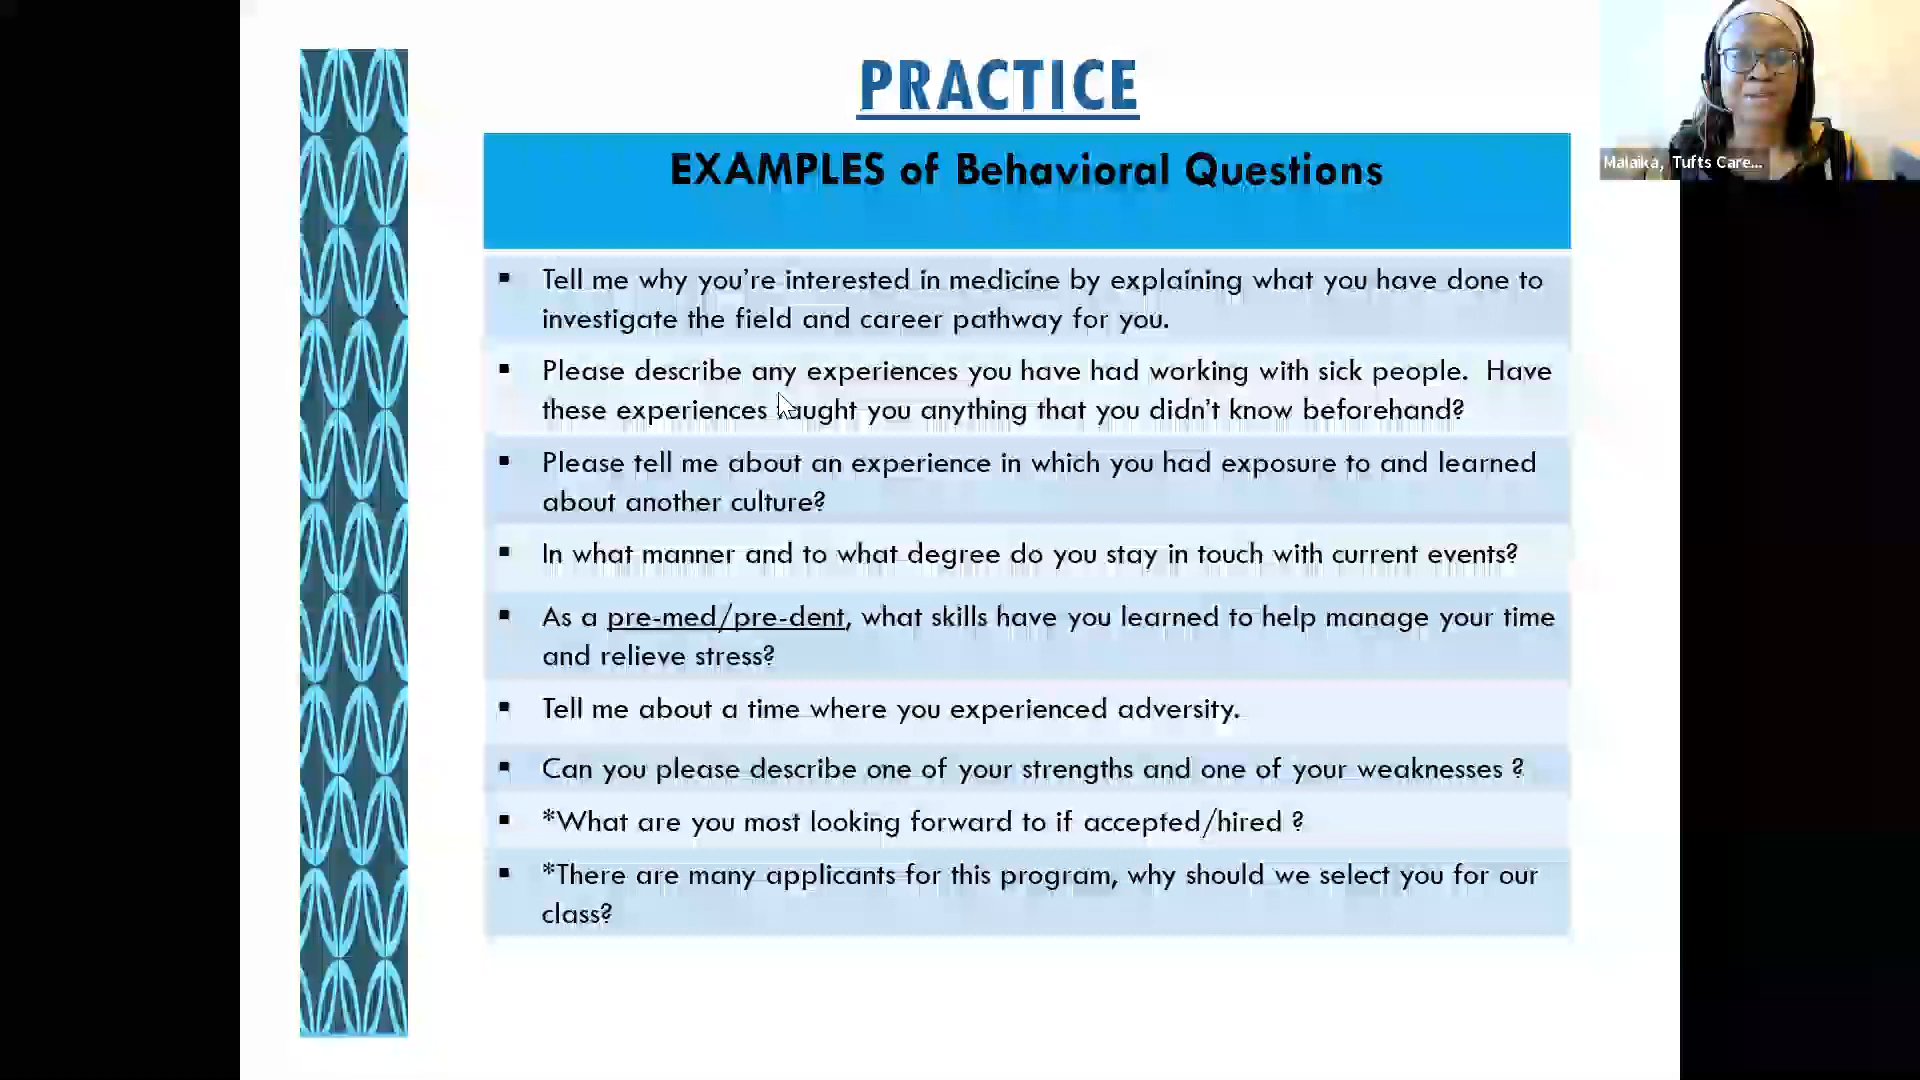 PRACTICE
EXAMPLES of Behavioral Questions
▪ Tell me why you're interested in medicine by explaining what you have done to
investigate the field and career pathway for you.
▪ Please describe any experiences you have had working with sick people.  Have
these experiences taught you anything that you didn't know beforehand?
▪ Please tell me about an experience in which you had exposure to and learned
about another culture?
▪ In what manner and to what degree do you stay in touch with current events?
▪ As a pre-med/pre-dent, what skills have you learned to help manage your time
and relieve stress?
▪ Tell me about a time where you experienced adversity.
▪ Can you please describe one of your strengths and one of your weaknesses ?
▪ *What are you most looking forward to if accepted/hired ?
▪ *There are many applicants for this program, why should we select you for our
class?
Malaika, Tufts Care...